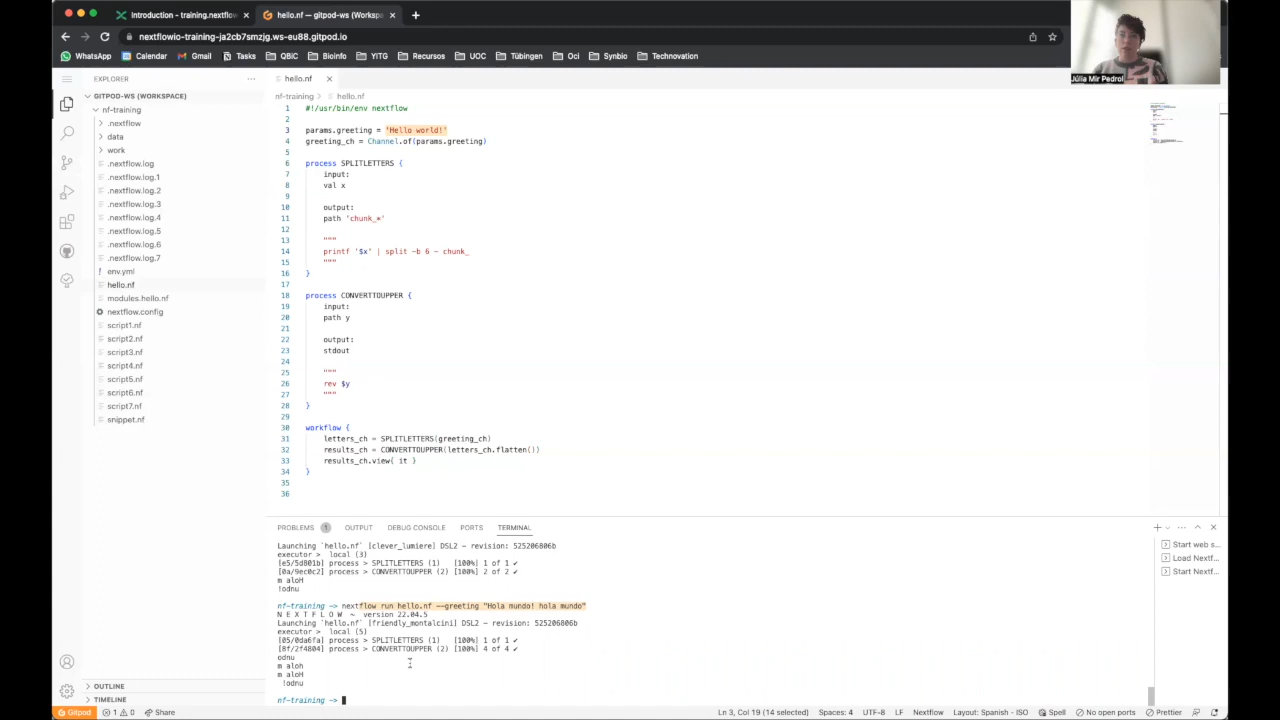 Introduction - training.nextflow
hello.nf — gitpod-ws (Workspa
nextflowio-training-ja2cb7smzjg.ws-eu88.gitpod.io
WhatsApp Calendar Gmail Tasks QBiC Bioinfo YITG Recursos UOC Tübingen Oci Synbio Technovation
Júlia Mir Pedrol
EXPLORER
GITPOD-WS (WORKSPACE)
nf-training
.nextflow
data
work
.nextflow.log
.nextflow.log.1
.nextflow.log.2
.nextflow.log.3
.nextflow.log.4
.nextflow.log.5
.nextflow.log.6
.nextflow.log.7
env.yml
hello.nf
modules.hello.nf
nextflow.config
script1.nf
script2.nf
script3.nf
script4.nf
script5.nf
script6.nf
script7.nf
snippet.nf
OUTLINE
TIMELINE
hello.nf
nf-training > hello.nf
1 #!/usr/bin/env nextflow
2
3 params.greeting = 'Hello world!'
4 greeting_ch = Channel.of(params.greeting)
5
6 process SPLITLETTERS {
7 input:
8 val x
9
10 output:
11 path 'chunk_*'
12
13 """
14 printf '$x' | split -b 6 - chunk_
15 """
16 }
17
18 process CONVERTTOUPPER {
19 input:
20 path y
21
22 output:
23 stdout
24
25 """
26 rev $y
27 """
28 }
29
30 workflow {
31 letters_ch = SPLITLETTERS(greeting_ch)
32 results_ch = CONVERTTOUPPER(letters_ch.flatten())
33 results_ch.view{ it }
34 }
35
36
PROBLEMS 1 OUTPUT DEBUG CONSOLE PORTS TERMINAL
Launching `hello.nf` [clever_lumiere] DSL2 - revision: 525206806b
executor > local (3)
[e5/5d801b] process > SPLITLETTERS (1) [100%] 1 of 1 ✔
[0a/9ec0c2] process > CONVERTTOUPPER (2) [100%] 2 of 2 ✔
m aloH
!odnu
nf-training -> nextflow run hello.nf --greeting "Hola mundo! hola mundo"
N E X T F L O W ~ version 22.04.5
Launching `hello.nf` [friendly_montalcini] DSL2 - revision: 525206806b
executor > local (5)
[05/0da6fa] process > SPLITLETTERS (1) [100%] 1 of 1 ✔
[8f/2f4804] process > CONVERTTOUPPER (2) [100%] 4 of 4 ✔
odnu
m aloh
m aloH
!odnu
nf-training ->
Start web s...
Load Nextf...
Start Nextf...
Gitpod 1 0 Share
Ln 3, Col 19 (14 selected) Spaces: 4 UTF-8 LF Nextflow Layout: Spanish - ISO Spell No open ports Prettier